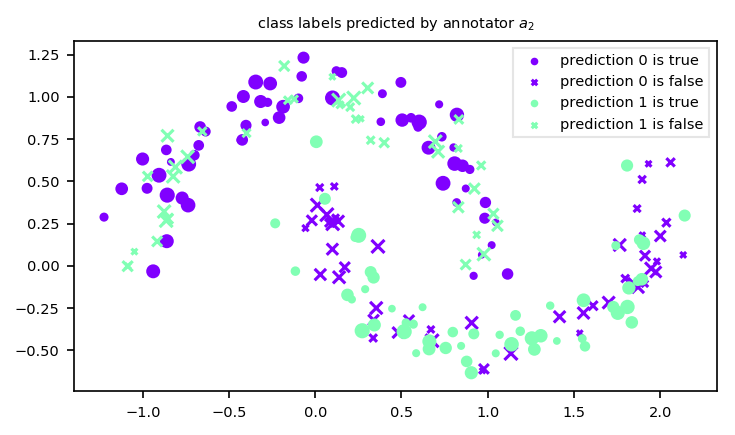 class labels predicted by annotator a₂
prediction 0 is true
prediction 0 is false
prediction 1 is true
prediction 1 is false
1.25
1.00
0.75
0.50
0.25
0.00
−0.25
−0.50
−1.0 −0.5 0.0 0.5 1.0 1.5 2.0